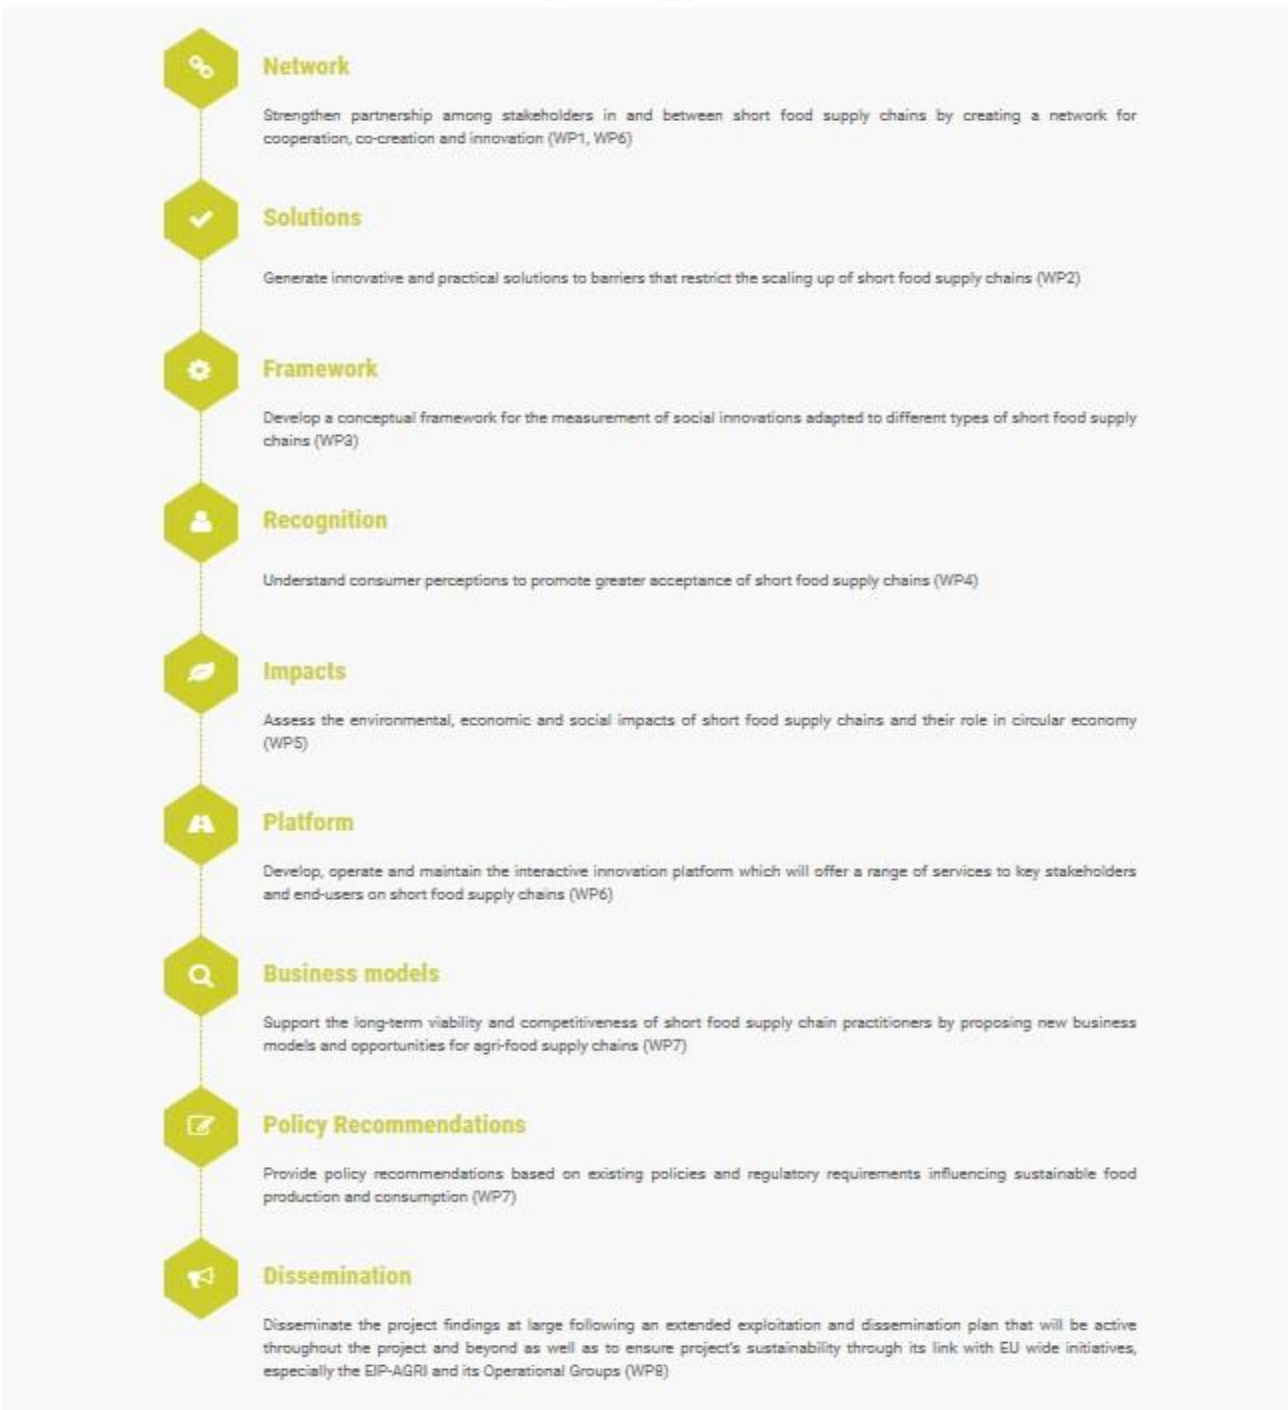 Network
Strengthen partnership among stakeholders in and between short food supply chains by creating a network for
cooperation, co-creation and innovation (WP1, WP6)
Solutions
Generate innovative and practical solutions to barriers that restrict the scaling up of short food supply chains (WP2)
Framework
Develop a conceptual framework for the measurement of social innovations adapted to different types of short food supply
chains (WP3)
Recognition
Understand consumer perceptions to promote greater acceptance of short food supply chains (WP4)
Impacts
Assess the environmental, economic and social impacts of short food supply chains and their role in circular economy
(WP5)
Platform
Develop, operate and maintain the interactive innovation platform which will offer a range of services to key stakeholders
and end-users on short food supply chains (WP6)
Business models
Support the long-term viability and competitiveness of short food supply chain practitioners by proposing new business
models and opportunities for agri-food supply chains (WP7)
Policy Recommendations
Provide policy recommendations based on existing policies and regulatory requirements influencing sustainable food
production and consumption (WP7)
Dissemination
Disseminate the project findings at large following an extended exploitation and dissemination plan that will be active
throughout the project and beyond as well as to ensure project's sustainability through its link with EU wide initiatives,
especially the EIP-AGRI and its Operational Groups (WP8)